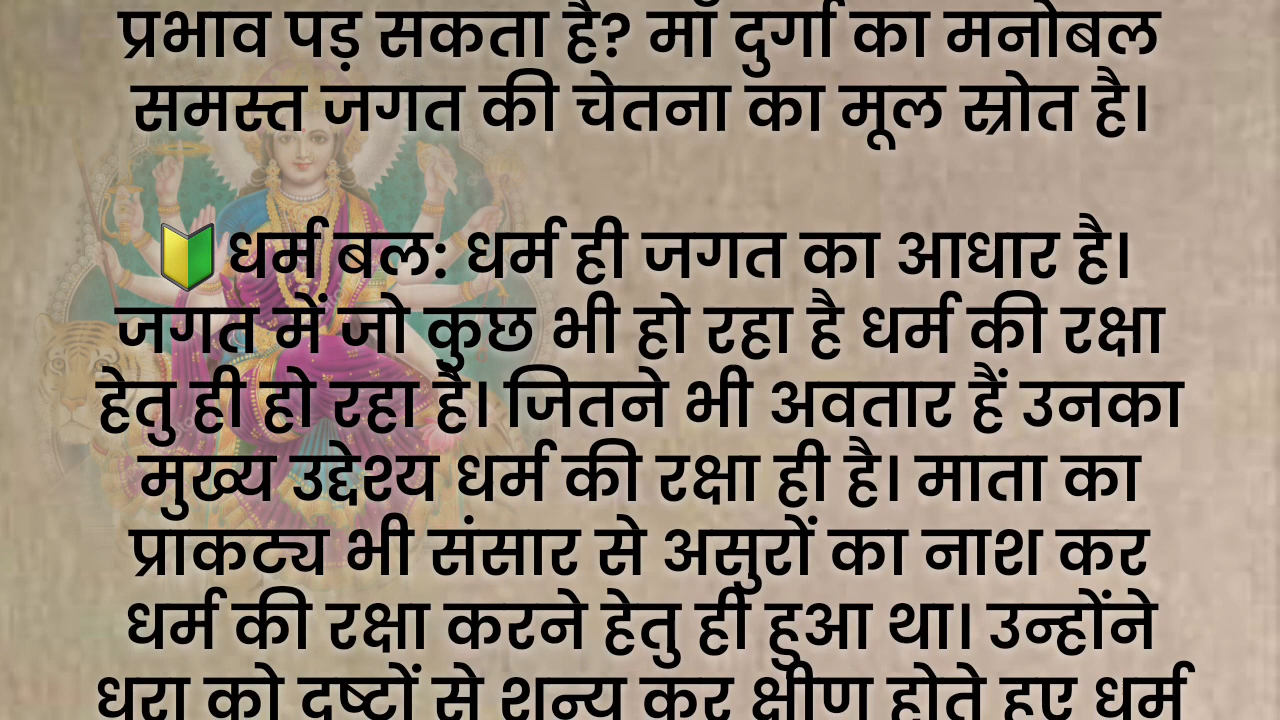 प्रभाव पड़ सकता है? माँ दुर्गा का मनोबल
समस्त जगत की चेतना का मूल स्रोत है।
🔰धर्म बल: धर्म ही जगत का आधार है।
जगत में जो कुछ भी हो रहा है धर्म की रक्षा
हेतु ही हो रहा है। जितने भी अवतार हैं उनका
मुख्य उद्देश्य धर्म की रक्षा ही है। माता का
प्राकट्य भी संसार से असुरों का नाश कर
धर्म की रक्षा करने हेतु ही हुआ था। उन्होंने
धरा को दुष्टों से शून्य कर क्षीण होते हुए धर्म